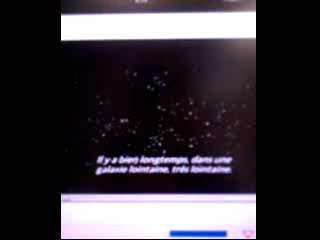 Il y a bien longtemps, dans une
galaxie lointaine, très lointaine.